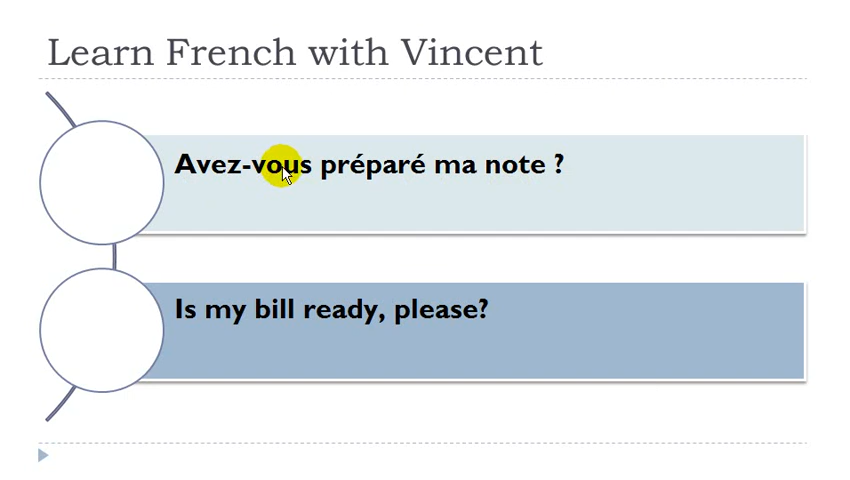 Learn French with Vincent
Avez-vous préparé ma note ?
Is my bill ready, please?